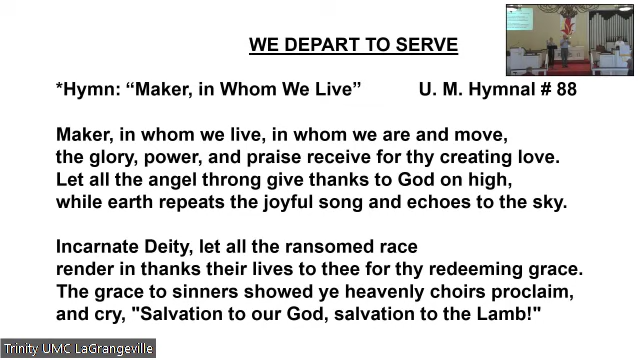 WE DEPART TO SERVE
*Hymn: “Maker, in Whom We Live” U. M. Hymnal # 88
Maker, in whom we live, in whom we are and move,
the glory, power, and praise receive for thy creating love.
Let all the angel throng give thanks to God on high,
while earth repeats the joyful song and echoes to the sky.
Incarnate Deity, let all the ransomed race
render in thanks their lives to thee for thy redeeming grace.
The grace to sinners showed ye heavenly choirs proclaim,
and cry, "Salvation to our God, salvation to the Lamb!"
Trinity UMC LaGrangeville